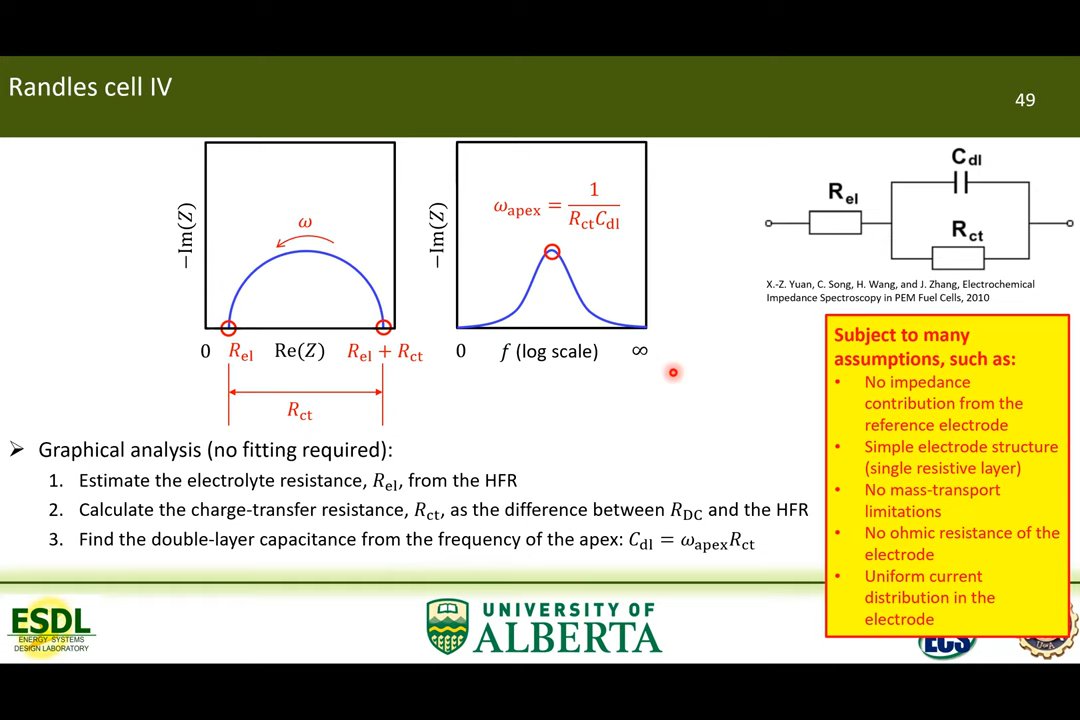 Randles cell IV
49
−Im(Z)
ω
0 R_el Re(Z) R_el + R_ct
R_ct
−Im(Z)
ω_apex = 1 / (R_ct C_dl)
0 f (log scale) ∞
C_dl
R_el
R_ct
X.-Z. Yuan, C. Song, H. Wang, and J. Zhang, Electrochemical
Impedance Spectroscopy in PEM Fuel Cells, 2010
➢ Graphical analysis (no fitting required):
1. Estimate the electrolyte resistance, R_el, from the HFR
2. Calculate the charge-transfer resistance, R_ct, as the difference between R_DC and the HFR
3. Find the double-layer capacitance from the frequency of the apex: C_dl = ω_apex R_ct
Subject to many
assumptions, such as:
• No impedance
contribution from the
reference electrode
• Simple electrode structure
(single resistive layer)
• No mass-transport
limitations
• No ohmic resistance of the
electrode
• Uniform current
distribution in the
electrode
ESDL
ENERGY SYSTEMS
DESIGN LABORATORY
UNIVERSITY OF
ALBERTA
ECS